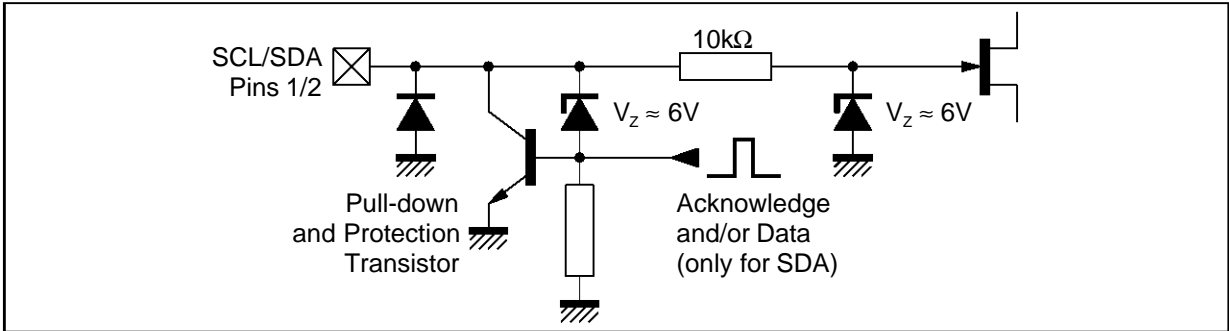 10kΩ
SCL/SDA
Pins 1/2
V_Z ≈ 6V
V_Z ≈ 6V
Pull-down
and Protection
Transistor
Acknowledge
and/or Data
(only for SDA)